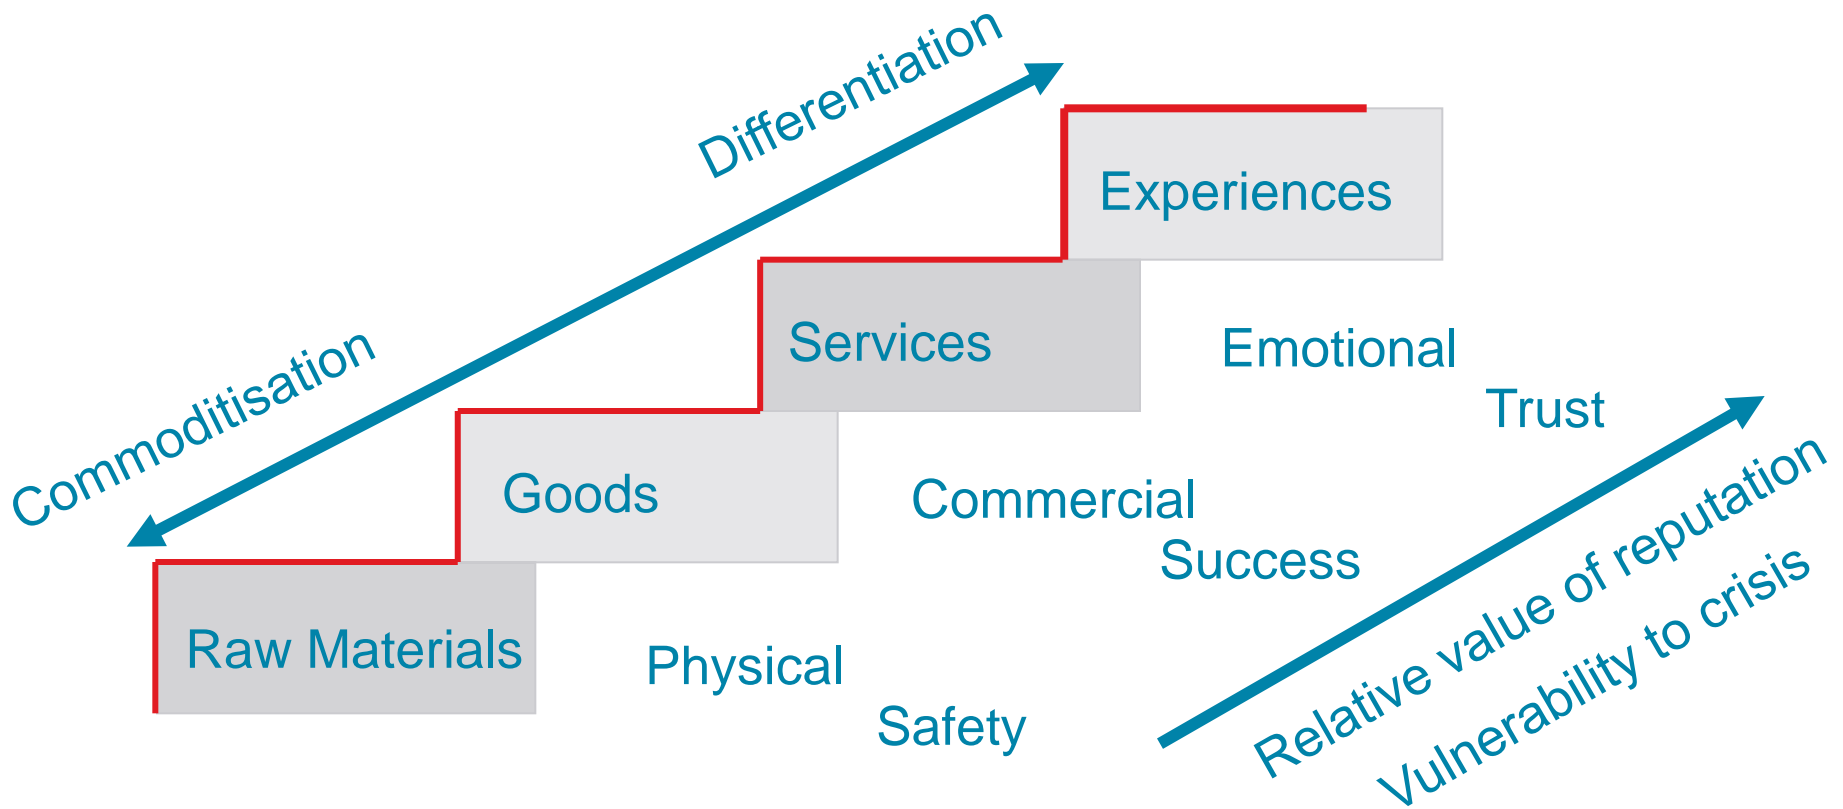 Differentiation
Commoditisation
Experiences
Services
Goods
Raw Materials
Emotional
Trust
Commercial
Success
Physical
Safety
Relative value of reputation
Vulnerability to crisis